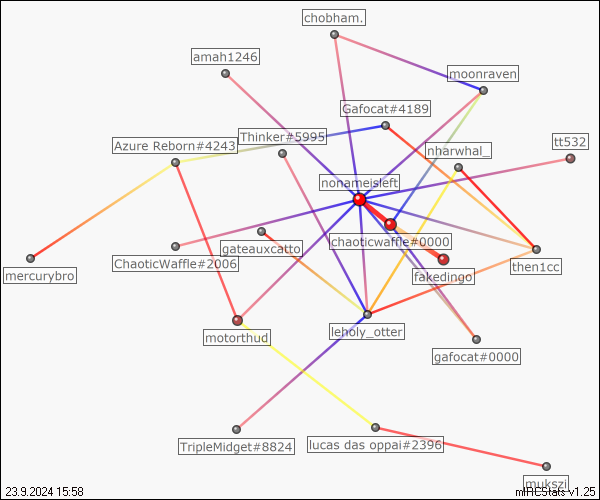 chobham.
amah1246
moonraven
Gafocat#4189
Thinker#5995
tt532
Azure Reborn#4243
nharwhal_
nonameisleft
chaoticwaffle#0000
gateauxcatto
ChaoticWaffle#2006
then1cc
mercurybro
fakedingo
motorthud
leholy_otter
gafocat#0000
TripleMidget#8824
lucas das oppai#2396
mukszi
23.9.2024 15:58
mIRCStats v1.25